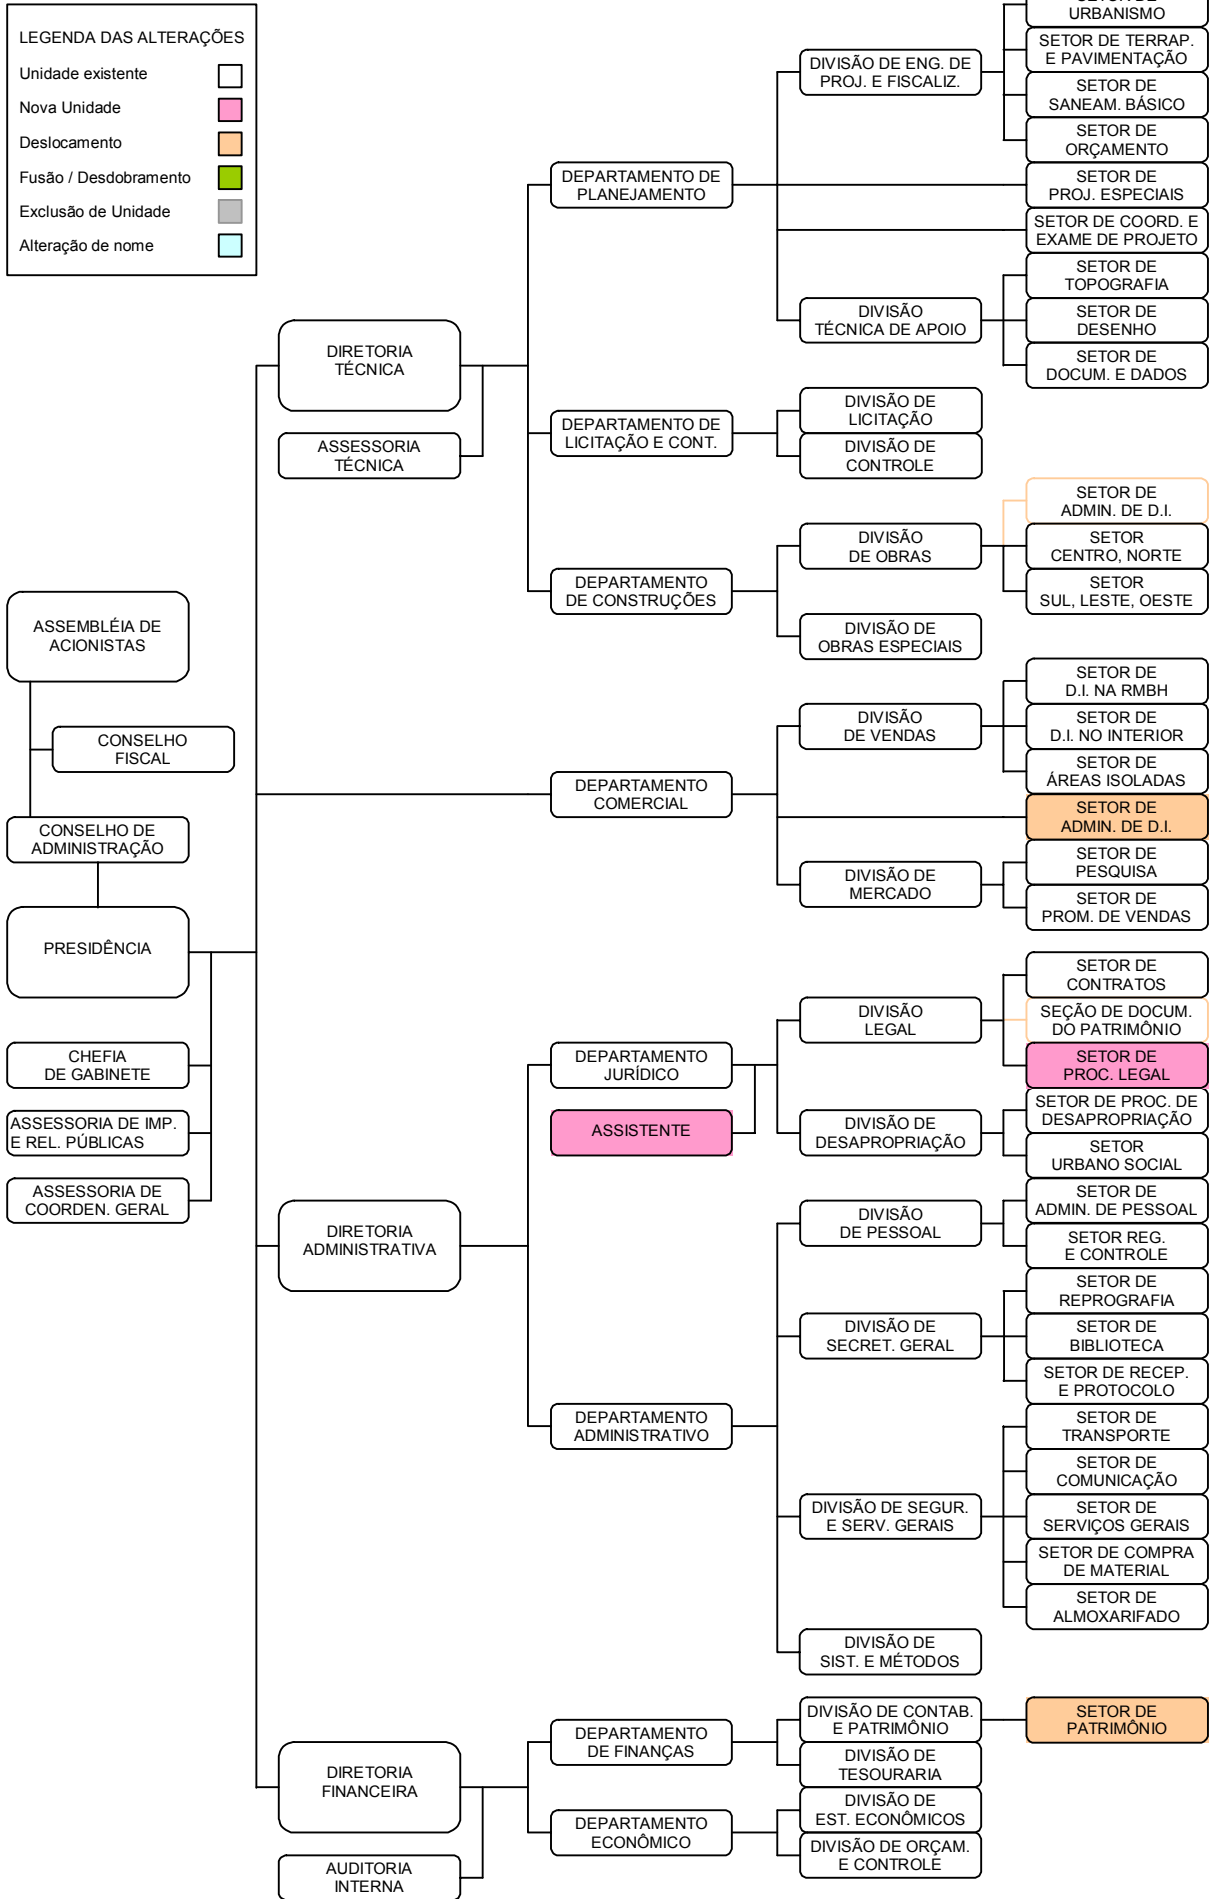 LEGENDA DAS ALTERAÇÕES
Unidade existente
Nova Unidade
Deslocamento
Fusão / Desdobramento
Exclusão de Unidade
Alteração de nome
ASSEMBLÉIA DE
ACIONISTAS
CONSELHO
FISCAL
CONSELHO DE
ADMINISTRAÇÃO
PRESIDÊNCIA
CHEFIA
DE GABINETE
ASSESSORIA DE IMP.
E REL. PÚBLICAS
ASSESSORIA DE
COORDEN. GERAL
DIRETORIA
TÉCNICA
ASSESSORIA
TÉCNICA
DEPARTAMENTO DE
PLANEJAMENTO
DIVISÃO DE ENG. DE
PROJ. E FISCALIZ.
URBANISMO
SETOR DE TERRAP.
E PAVIMENTAÇÃO
SETOR DE
SANEAM. BÁSICO
SETOR DE
ORÇAMENTO
SETOR DE
PROJ. ESPECIAIS
SETOR DE COORD. E
EXAME DE PROJETO
DIVISÃO
TÉCNICA DE APOIO
SETOR DE
TOPOGRAFIA
SETOR DE
DESENHO
SETOR DE
DOCUM. E DADOS
DEPARTAMENTO DE
LICITAÇÃO E CONT.
DIVISÃO DE
LICITAÇÃO
DIVISÃO DE
CONTROLE
DEPARTAMENTO
DE CONSTRUÇÕES
DIVISÃO
DE OBRAS
SETOR DE
ADMIN. DE D.I.
SETOR
CENTRO, NORTE
SETOR
SUL, LESTE, OESTE
DIVISÃO DE
OBRAS ESPECIAIS
DEPARTAMENTO
COMERCIAL
DIVISÃO
DE VENDAS
SETOR DE
D.I. NA RMBH
SETOR DE
D.I. NO INTERIOR
SETOR DE
ÁREAS ISOLADAS
SETOR DE
ADMIN. DE D.I.
DIVISÃO DE
MERCADO
SETOR DE
PESQUISA
SETOR DE
PROM. DE VENDAS
DIRETORIA
ADMINISTRATIVA
DEPARTAMENTO
JURÍDICO
ASSISTENTE
DIVISÃO
LEGAL
SETOR DE
CONTRATOS
SEÇÃO DE DOCUM.
DO PATRIMÔNIO
SETOR DE
PROC. LEGAL
DIVISÃO DE
DESAPROPRIAÇÃO
SETOR DE PROC. DE
DESAPROPRIAÇÃO
SETOR
URBANO SOCIAL
DEPARTAMENTO
ADMINISTRATIVO
DIVISÃO
DE PESSOAL
SETOR DE
ADMIN. DE PESSOAL
SETOR REG.
E CONTROLE
DIVISÃO DE
SECRET. GERAL
SETOR DE
REPROGRAFIA
SETOR DE
BIBLIOTECA
SETOR DE RECEP.
E PROTOCOLO
DIVISÃO DE SEGUR.
E SERV. GERAIS
SETOR DE
TRANSPORTE
SETOR DE
COMUNICAÇÃO
SETOR DE
SERVIÇOS GERAIS
SETOR DE COMPRA
DE MATERIAL
SETOR DE
ALMOXARIFADO
DIVISÃO DE
SIST. E MÉTODOS
DIRETORIA
FINANCEIRA
AUDITORIA
INTERNA
DEPARTAMENTO
DE FINANÇAS
DIVISÃO DE CONTAB.
E PATRIMÔNIO
SETOR DE
PATRIMÔNIO
DIVISÃO DE
TESOURARIA
DEPARTAMENTO
ECONÔMICO
DIVISÃO DE
EST. ECONÔMICOS
DIVISÃO DE ORÇAM.
E CONTROLE